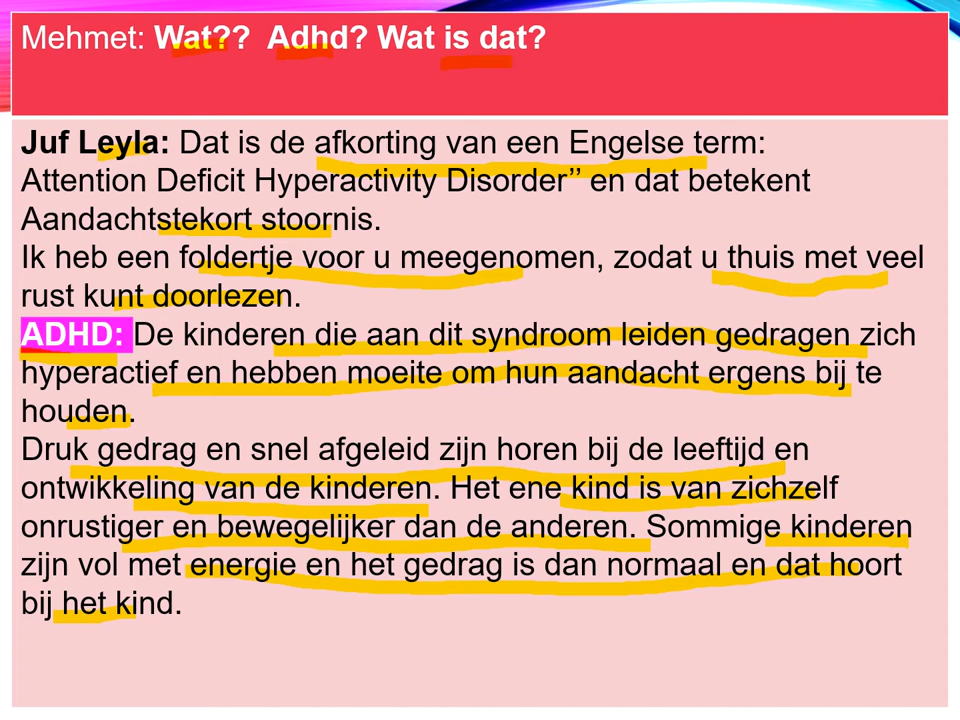 Mehmet: Wat??  Adhd? Wat is dat?
Juf Leyla: Dat is de afkorting van een Engelse term:
Attention Deficit Hyperactivity Disorder’’ en dat betekent
Aandachtstekort stoornis.
Ik heb een foldertje voor u meegenomen, zodat u thuis met veel
rust kunt doorlezen.
ADHD: De kinderen die aan dit syndroom leiden gedragen zich
hyperactief en hebben moeite om hun aandacht ergens bij te
houden.
Druk gedrag en snel afgeleid zijn horen bij de leeftijd en
ontwikkeling van de kinderen. Het ene kind is van zichzelf
onrustiger en bewegelijker dan de anderen. Sommige kinderen
zijn vol met energie en het gedrag is dan normaal en dat hoort
bij het kind.